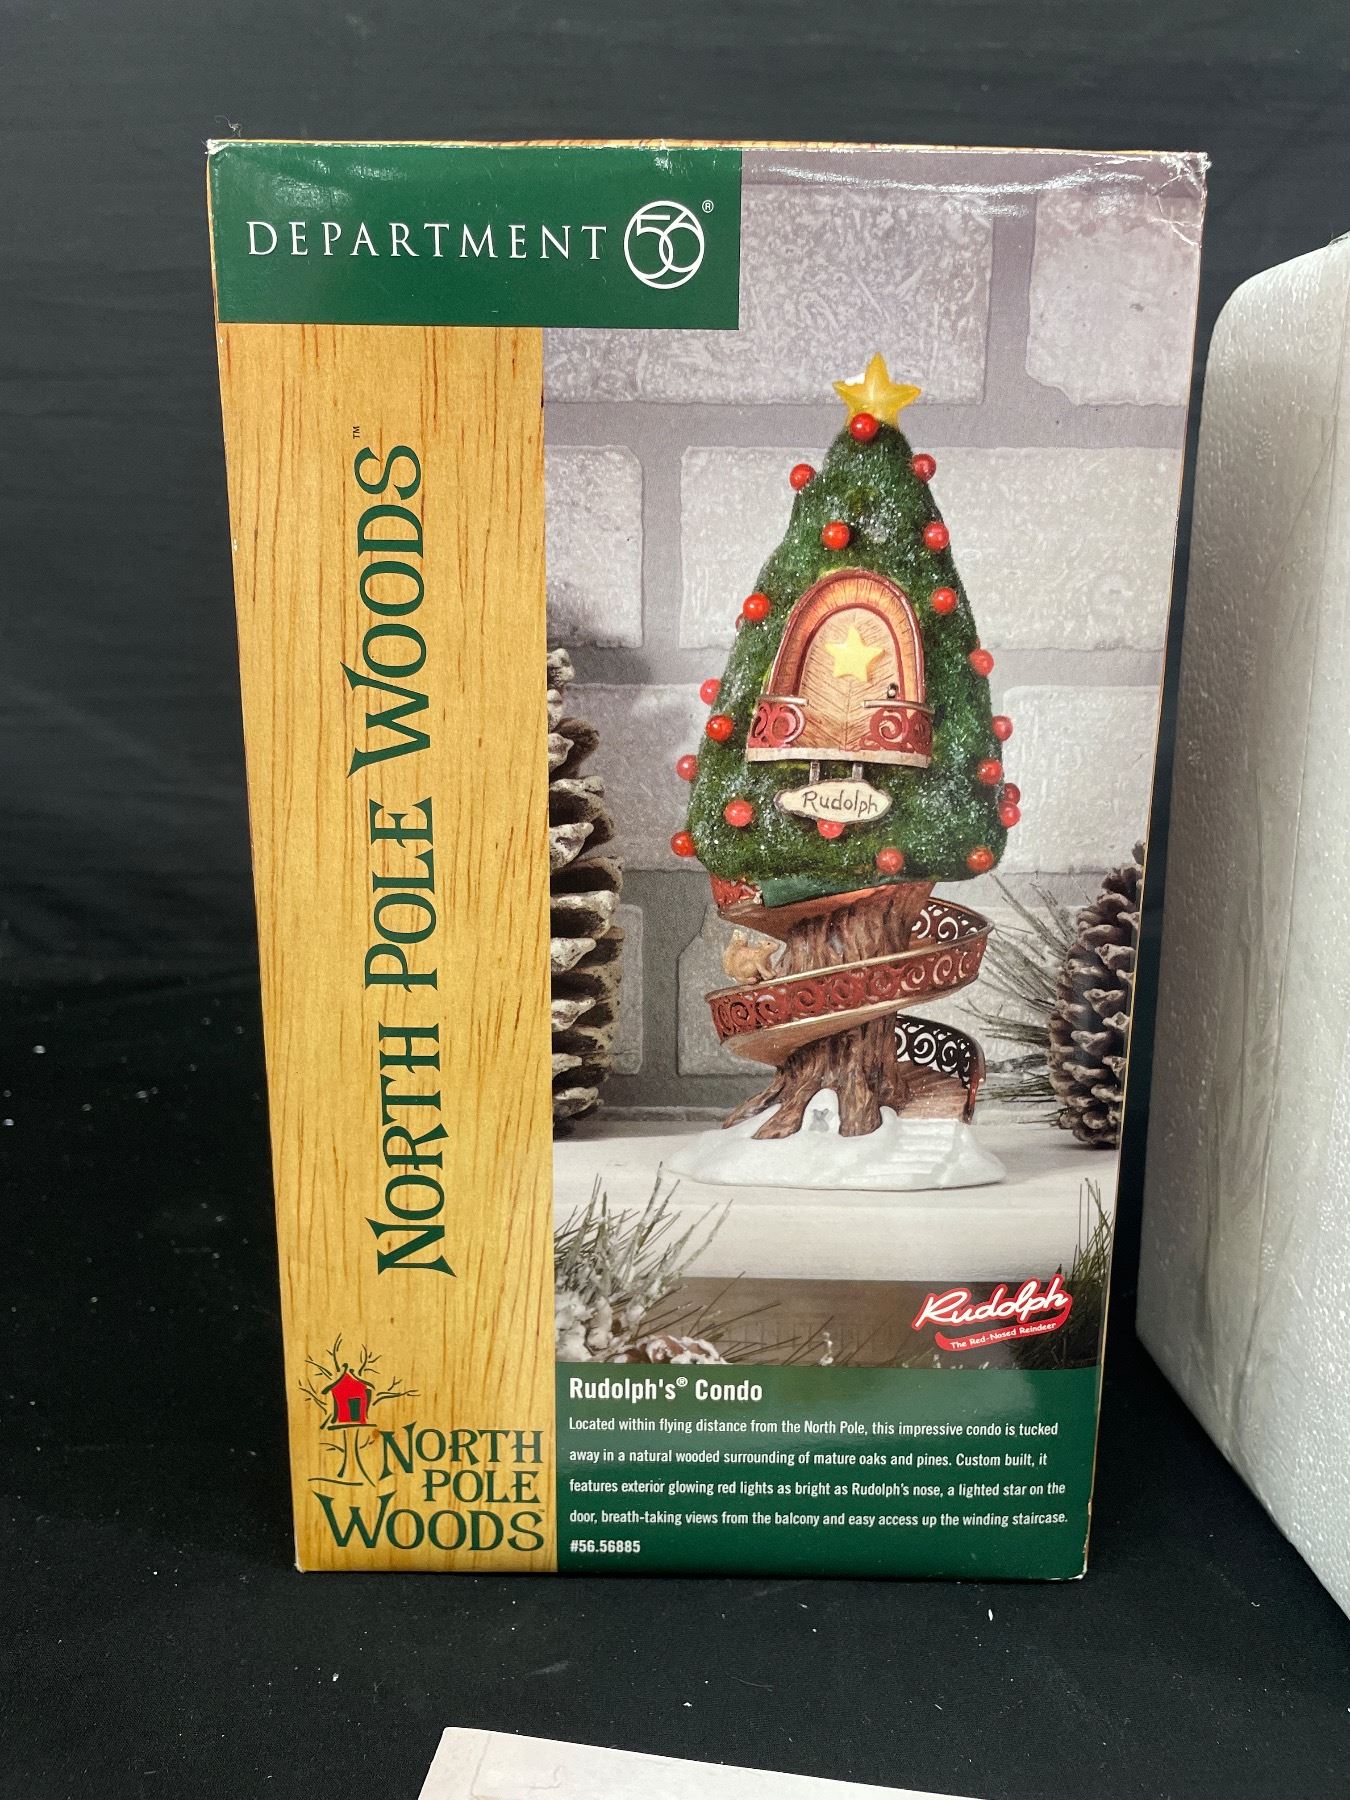 DEPARTMENT 56®
NORTH POLE WOODS™
Rudolph
Rudolph
The Red-Nosed Reindeer
NORTH
POLE
WOODS™
Rudolph's® Condo
Located within flying distance from the North Pole, this impressive condo is tucked
away in a natural wooded surrounding of mature oaks and pines. Custom built, it
features exterior glowing red lights as bright as Rudolph's nose, a lighted star on the
door, breath-taking views from the balcony and easy access up the winding staircase.
#56.56885